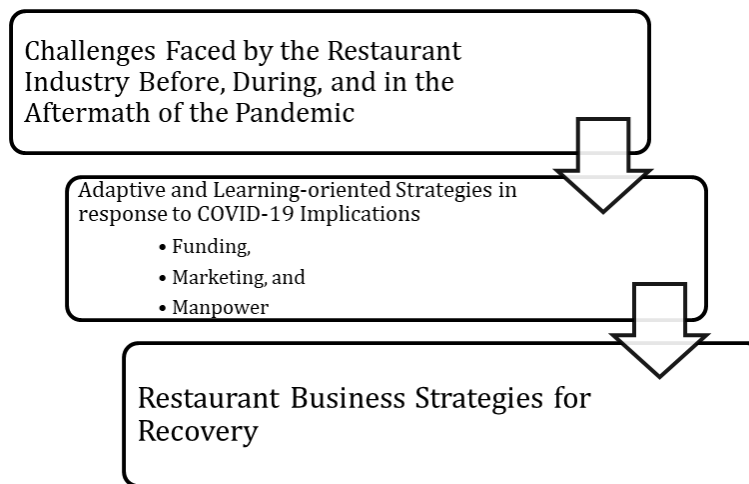 Challenges Faced by the Restaurant
Industry Before, During, and in the
Aftermath of the Pandemic
Adaptive and Learning-oriented Strategies in
response to COVID-19 Implications
• Funding,
• Marketing, and
• Manpower
Restaurant Business Strategies for
Recovery